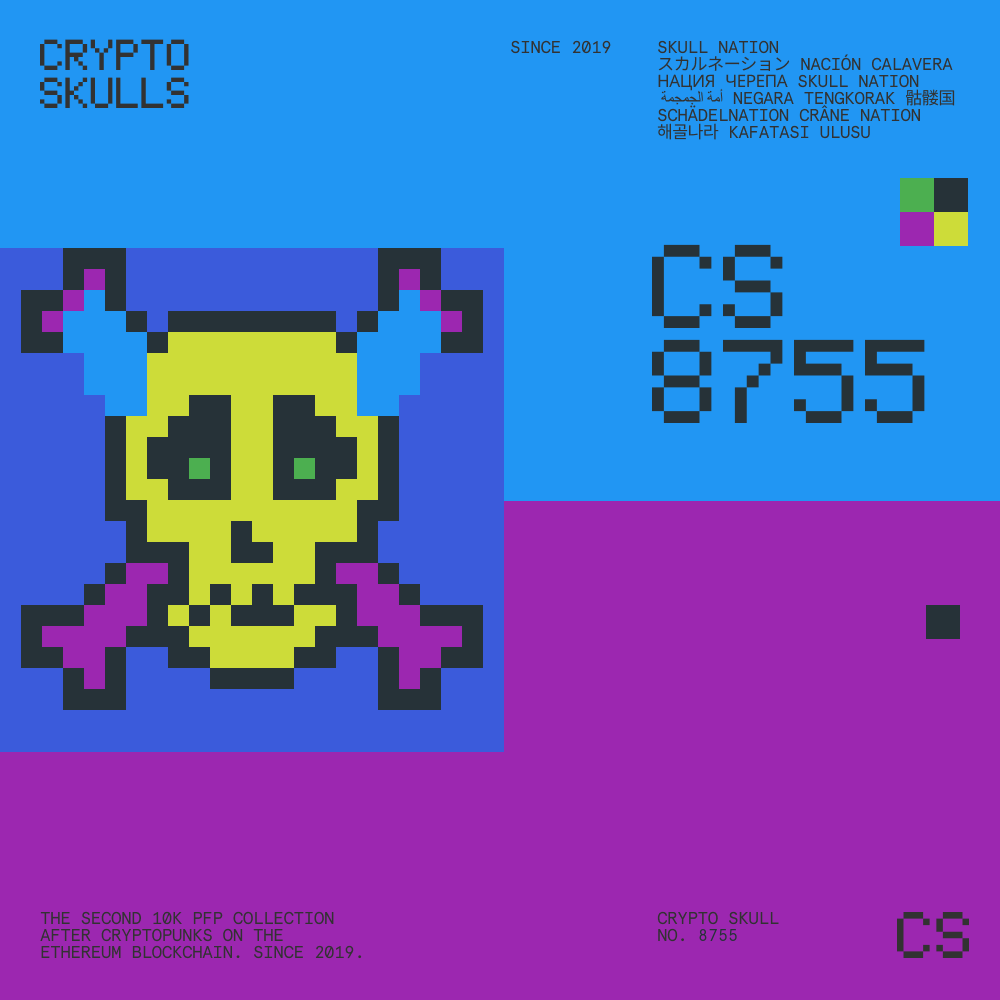 CRYPTO
SKULLS
SINCE 2019
SKULL NATION
スカルネーション NACIÓN CALAVERA
НАЦИЯ ЧЕРЕПА SKULL NATION
أمة الجمجمة NEGARA TENGKORAK 骷髅国
SCHÄDELNATION CRÂNE NATION
해골나라 KAFATASI ULUSU
CS
8755
THE SECOND 10K PFP COLLECTION
AFTER CRYPTOPUNKS ON THE
ETHEREUM BLOCKCHAIN. SINCE 2019.
CRYPTO SKULL
NO. 8755
CS